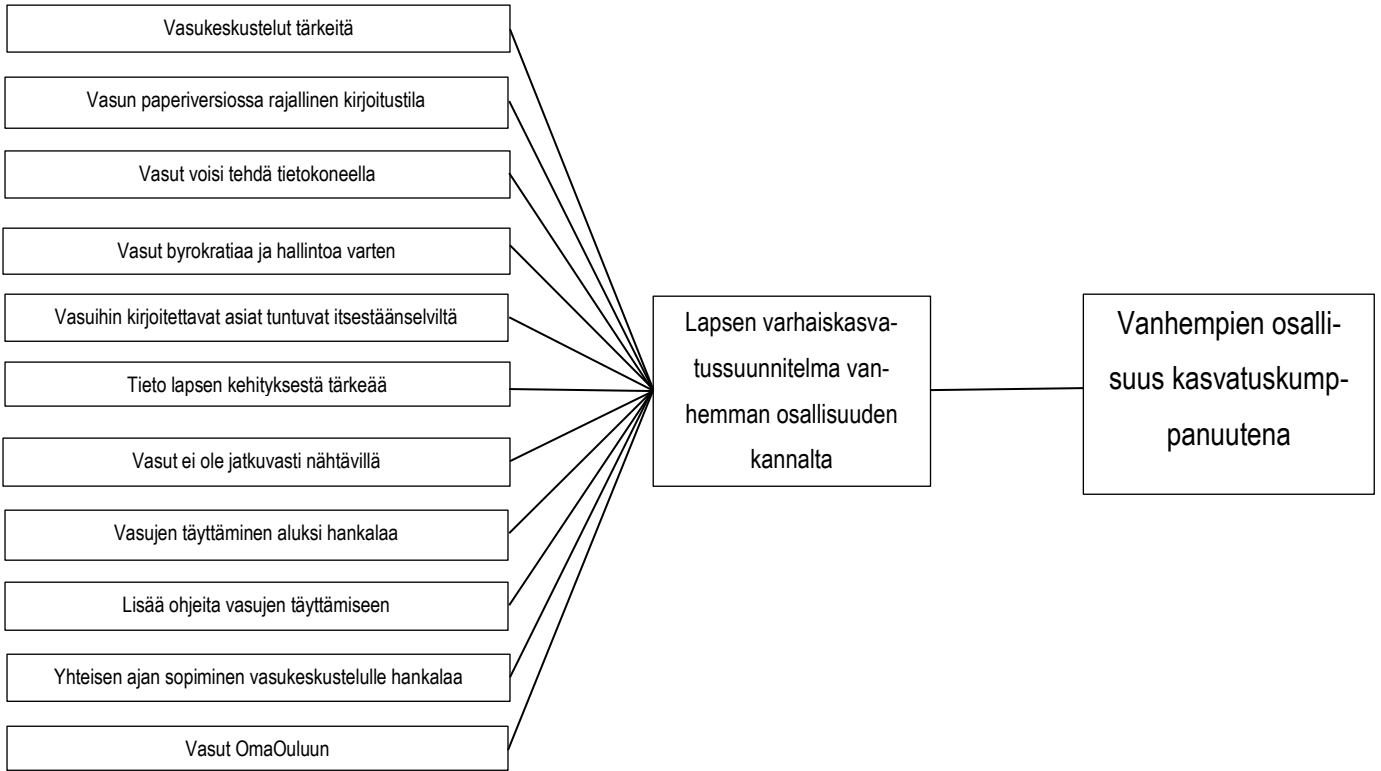 Vasukeskustelut tärkeitä
Vasun paperiversiossa rajallinen kirjoitustila
Vasut voisi tehdä tietokoneella
Vasut byrokratiaa ja hallintoa varten
Vasuihin kirjoitettavat asiat tuntuvat itsestäänselviltä
Tieto lapsen kehityksestä tärkeää
Vasut ei ole jatkuvasti nähtävillä
Vasujen täyttäminen aluksi hankalaa
Lisää ohjeita vasujen täyttämiseen
Yhteisen ajan sopiminen vasukeskustelulle hankalaa
Vasut OmaOuluun
Lapsen varhaiskasva-
tussuunnitelma van-
hemman osallisuuden
kannalta
Vanhempien osalli-
suus kasvatuskump-
panuutena